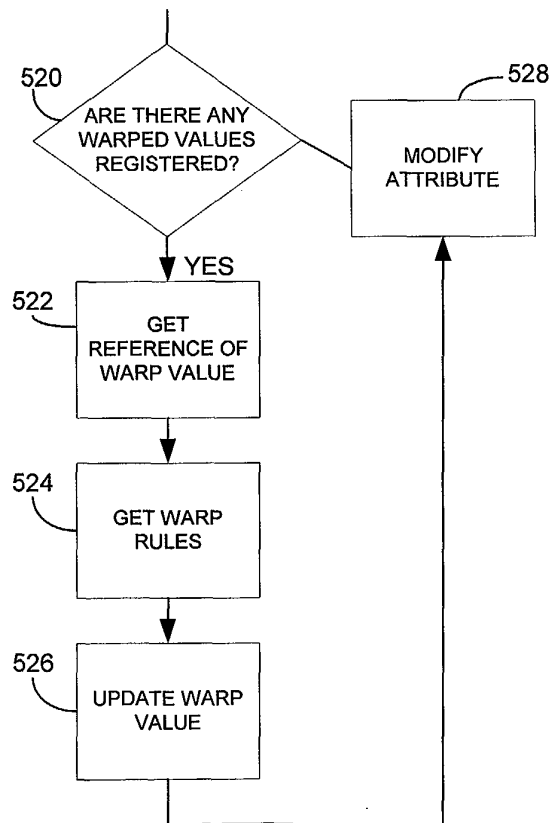 520
ARE THERE ANY
WARPED VALUES
REGISTERED?
528
MODIFY
ATTRIBUTE
YES
522
GET
REFERENCE OF
WARP VALUE
524
GET WARP
RULES
526
UPDATE WARP
VALUE